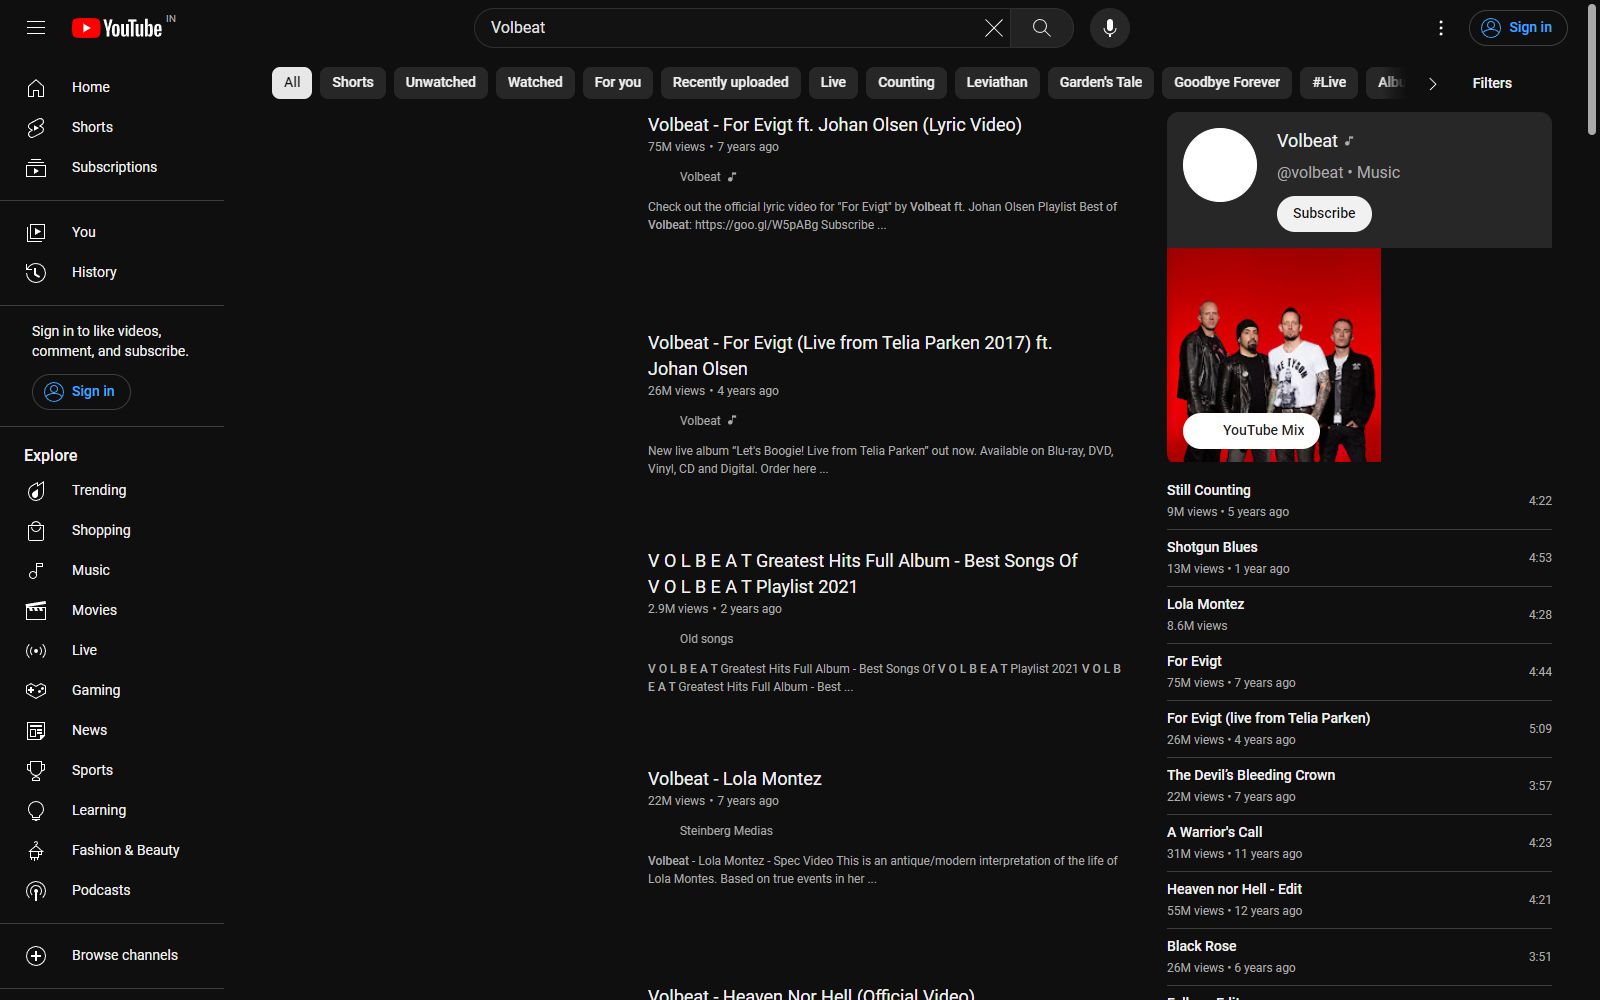 YouTube IN
Volbeat
Sign in
Home
Shorts
Subscriptions
You
History
Sign in to like videos,
comment, and subscribe.
Sign in
Explore
Trending
Shopping
Music
Movies
Live
Gaming
News
Sports
Learning
Fashion & Beauty
Podcasts
Browse channels
All Shorts Unwatched Watched For you Recently uploaded Live Counting Leviathan Garden's Tale Goodbye Forever #Live Filters
Volbeat - For Evigt ft. Johan Olsen (Lyric Video)
75M views • 7 years ago
Volbeat
Check out the official lyric video for "For Evigt" by Volbeat ft. Johan Olsen Playlist Best of
Volbeat: https://goo.gl/W5pABg Subscribe ...
Volbeat - For Evigt (Live from Telia Parken 2017) ft.
Johan Olsen
26M views • 4 years ago
Volbeat
New live album “Let's Boogie! Live from Telia Parken” out now. Available on Blu-ray, DVD,
Vinyl, CD and Digital. Order here ...
V O L B E A T Greatest Hits Full Album - Best Songs Of
V O L B E A T Playlist 2021
2.9M views • 2 years ago
Old songs
V O L B E A T Greatest Hits Full Album - Best Songs Of V O L B E A T Playlist 2021 V O L B
E A T Greatest Hits Full Album - Best ...
Volbeat - Lola Montez
22M views • 7 years ago
Steinberg Medias
Volbeat - Lola Montez - Spec Video This is an antique/modern interpretation of the life of
Lola Montes. Based on true events in her ...
Volbeat - Heaven Nor Hell (Official Video)
Volbeat
@volbeat • Music
Subscribe
YouTube Mix
Still Counting
9M views • 5 years ago
4:22
Shotgun Blues
13M views • 1 year ago
4:53
Lola Montez
8.6M views
4:28
For Evigt
75M views • 7 years ago
4:44
For Evigt (live from Telia Parken)
26M views • 4 years ago
5:09
The Devil’s Bleeding Crown
22M views • 7 years ago
3:57
A Warrior's Call
31M views • 11 years ago
4:23
Heaven nor Hell - Edit
55M views • 12 years ago
4:21
Black Rose
26M views • 6 years ago
3:51